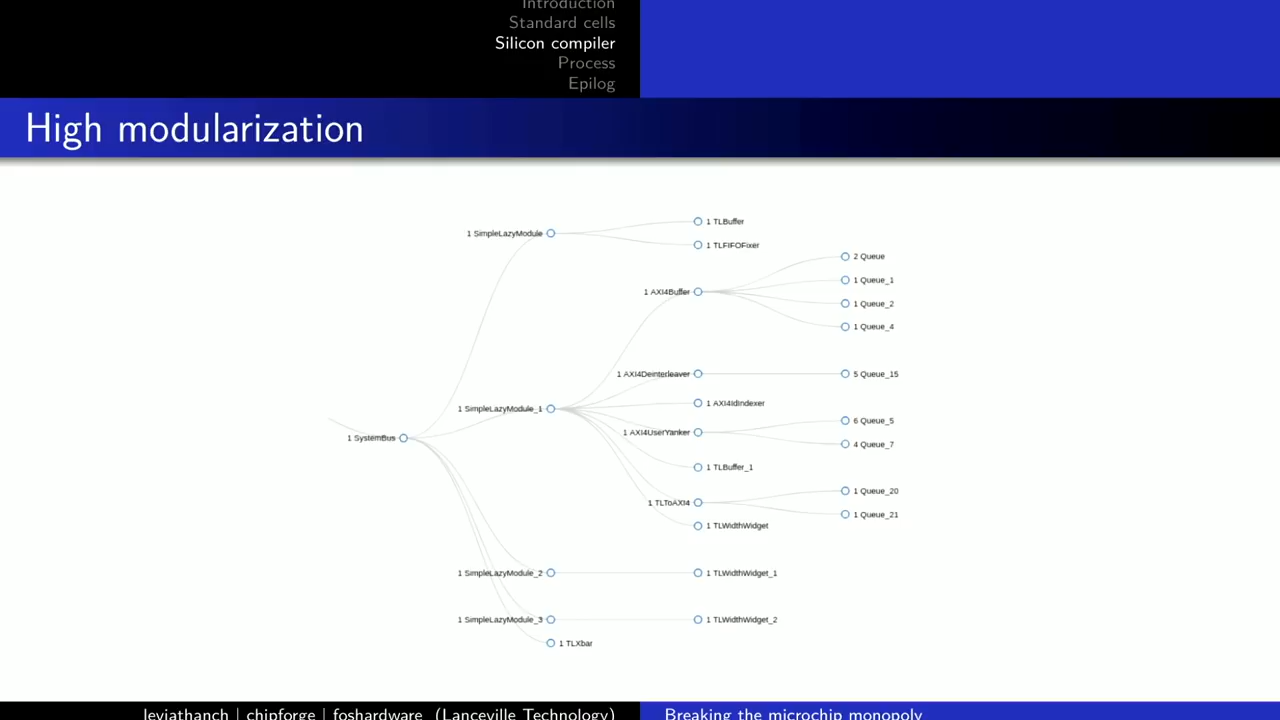 Introduction
Standard cells
Silicon compiler
Process
Epilog
High modularization
1 TLBuffer
1 SimpleLazyModule
1 TLFIFOFixer
2 Queue
1 Queue_1
1 AXI4Buffer
1 Queue_2
1 Queue_4
1 AXI4Deinterleaver
5 Queue_15
1 AXI4IdIndexer
1 SimpleLazyModule_1
6 Queue_5
1 AXI4UserYanker
1 SystemBus
4 Queue_7
1 TLBuffer_1
1 Queue_20
1 TLToAXI4
1 Queue_21
1 TLWidthWidget
1 SimpleLazyModule_2
1 TLWidthWidget_1
1 SimpleLazyModule_3
1 TLWidthWidget_2
1 TLXbar
leviathanch | chipforge | foshardware (Lanceville Technology)
Breaking the microchip monopoly